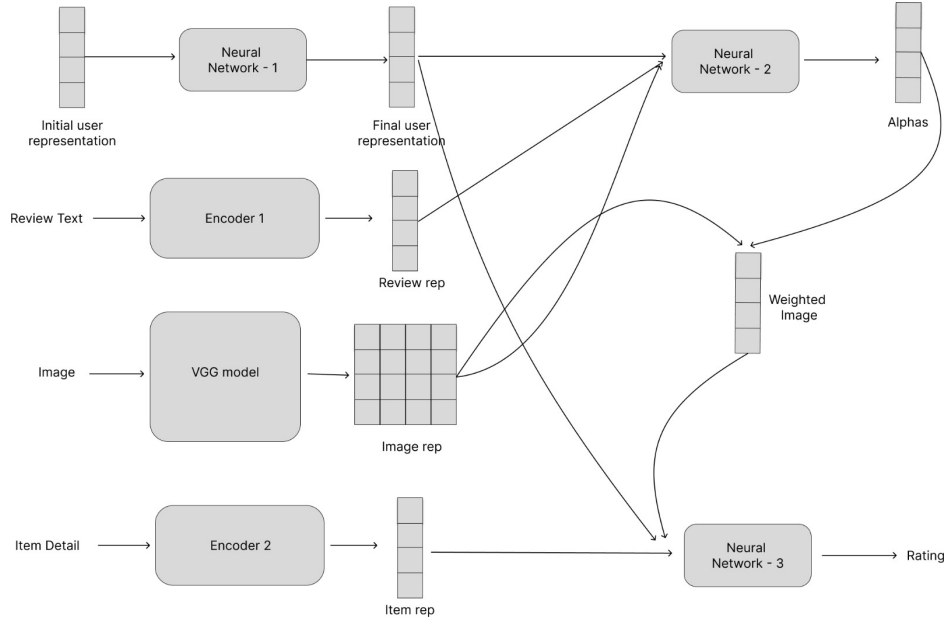 Neural
Network - 1
Neural
Network - 2
Initial user
representation
Final user
representation
Alphas
Review Text
Encoder 1
Review rep
Weighted
Image
Image
VGG model
Image rep
Item Detail
Encoder 2
Neural
Network - 3
Rating
Item rep